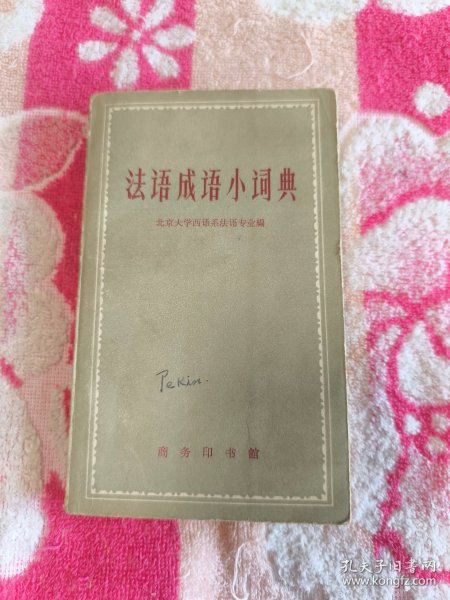 法语成语小词典
北京大学西语系法语专业编
Pekin.
商务印书馆
孔夫子旧书网
www.kongfz.com